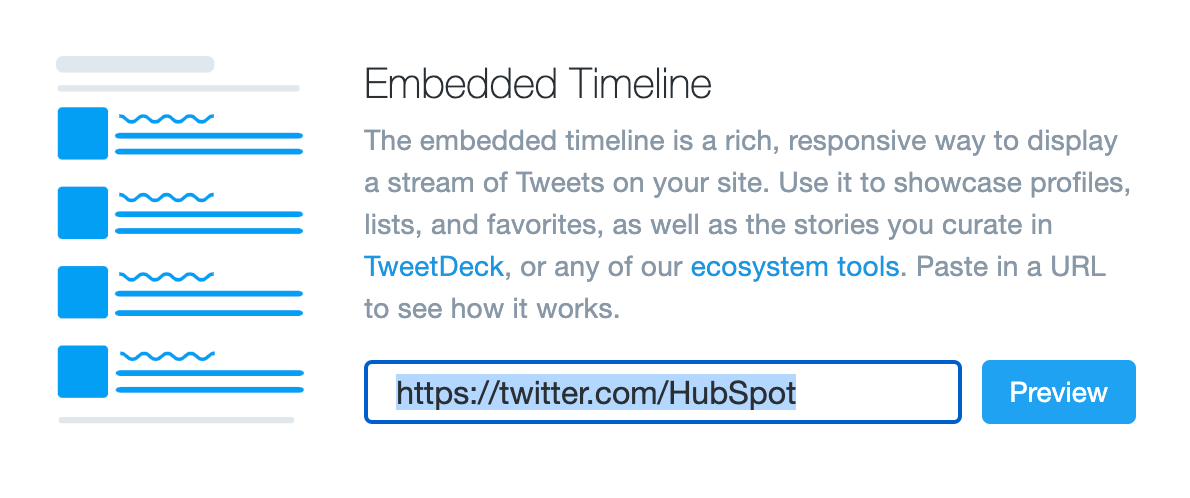 Embedded Timeline
The embedded timeline is a rich, responsive way to display
a stream of Tweets on your site. Use it to showcase profiles,
lists, and favorites, as well as the stories you curate in
TweetDeck, or any of our ecosystem tools. Paste in a URL
to see how it works.
https://twitter.com/HubSpot
Preview